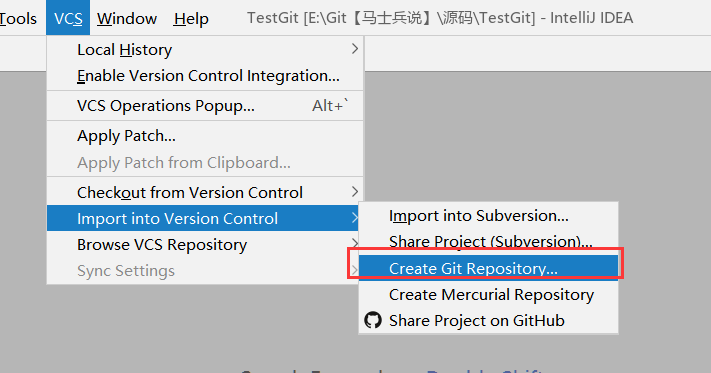 Tools VCS Window Help TestGit [E:\Git【马士兵说】\源码\TestGit] - IntelliJ IDEA
Local History
Enable Version Control Integration...
VCS Operations Popup... Alt+`
Apply Patch...
Apply Patch from Clipboard...
Checkout from Version Control
Import into Version Control
Browse VCS Repository
Sync Settings
Import into Subversion...
Share Project (Subversion)...
Create Git Repository...
Create Mercurial Repository
Share Project on GitHub